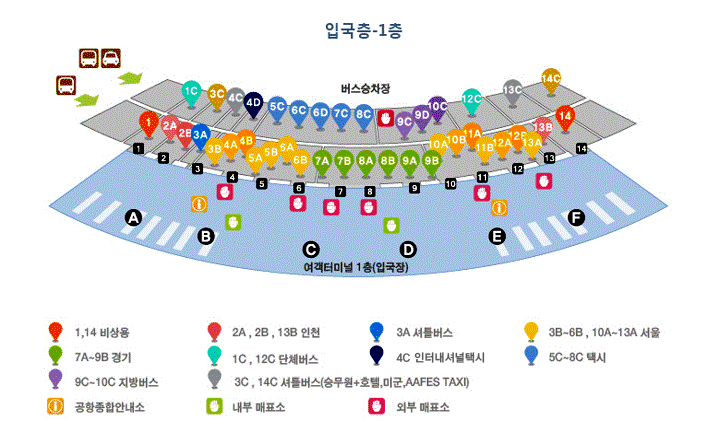 입국층-1층
버스승차장
1C 3C 4C 4D 5C 6C 6D 7C 8C 9C 9D 10C 12C 13C 14C
1 2A 2B 3A 3B 4A 4B 5A 5B 6A 6B 7A 7B 8A 8B 9A 9B 10A 10B 11A 11B 12A 12B 13A 13B 14
1 2 3 4 5 6 7 8 9 10 11 12 13 14
A B C D E F
여객터미널 1층(입국장)
1,14 비상용
2A , 2B , 13B 인천
3A 셔틀버스
3B~6B , 10A~13A 서울
7A~9B 경기
1C , 12C 단체버스
4C 인터내셔널택시
5C~8C 택시
9C~10C 지방버스
3C , 14C 셔틀버스(승무원+호텔,미군,AAFES TAXI)
공항종합안내소
내부 매표소
외부 매표소